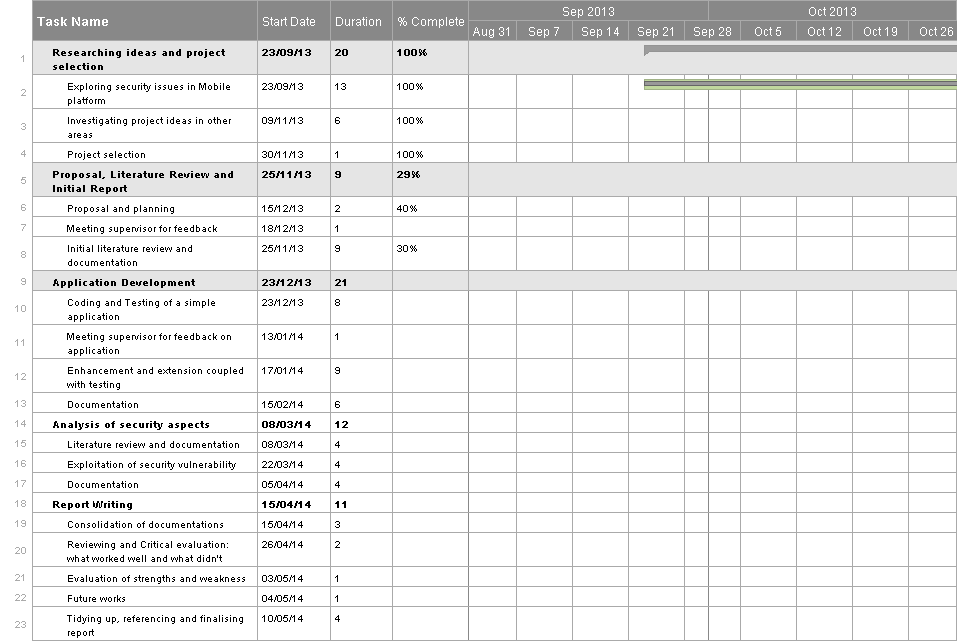 Sep 2013 Oct 2013
Task Name Start Date Duration % Complete
Aug 31 Sep 7 Sep 14 Sep 21 Sep 28 Oct 5 Oct 12 Oct 19 Oct 26
1 Researching ideas and project 23/09/13 20 100%
selection
2 Exploring security issues in Mobile 23/09/13 13 100%
platform
3 Investigating project ideas in other 09/11/13 6 100%
areas
4 Project selection 30/11/13 1 100%
5 Proposal, Literature Review and 25/11/13 9 29%
Initial Report
6 Proposal and planning 15/12/13 2 40%
7 Meeting supervisor for feedback 18/12/13 1
8 Initial literature review and 25/11/13 9 30%
documentation
9 Application Development 23/12/13 21
10 Coding and Testing of a simple 23/12/13 8
application
11 Meeting supervisor for feedback on 13/01/14 1
application
12 Enhancement and extension coupled 17/01/14 9
with testing
13 Documentation 15/02/14 6
14 Analysis of security aspects 08/03/14 12
15 Literature review and documentation 08/03/14 4
16 Exploitation of security vulnerability 22/03/14 4
17 Documentation 05/04/14 4
18 Report Writing 15/04/14 11
19 Consolidation of documentations 15/04/14 3
20 Reviewing and Critical evaluation: 26/04/14 2
what worked well and what didn't
21 Evaluation of strengths and weakness 03/05/14 1
22 Future works 04/05/14 1
23 Tidying up, referencing and finalising 10/05/14 4
report